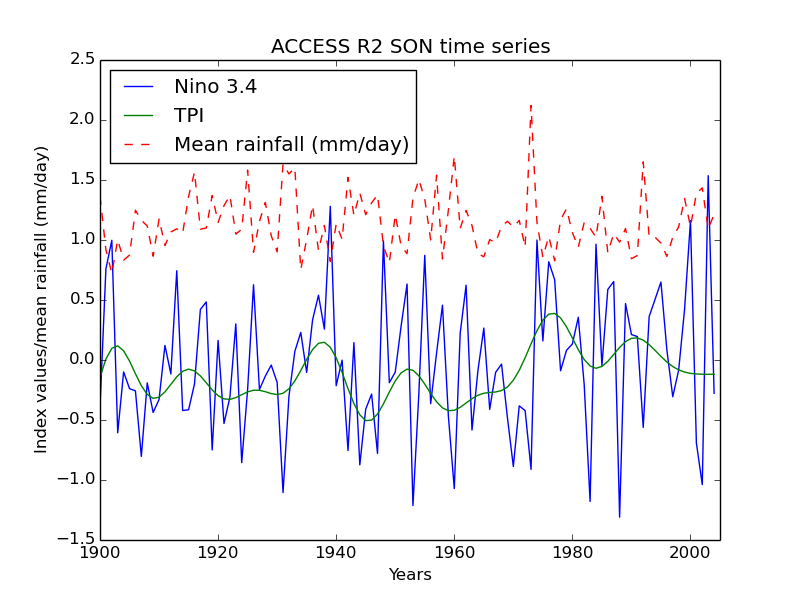 ACCESS R2 SON time series
2.5
2.0
1.5
1.0
0.5
0.0
−0.5
−1.0
−1.5
Index values/mean rainfall (mm/day)
Nino 3.4
TPI
Mean rainfall (mm/day)
1900 1920 1940 1960 1980 2000
Years